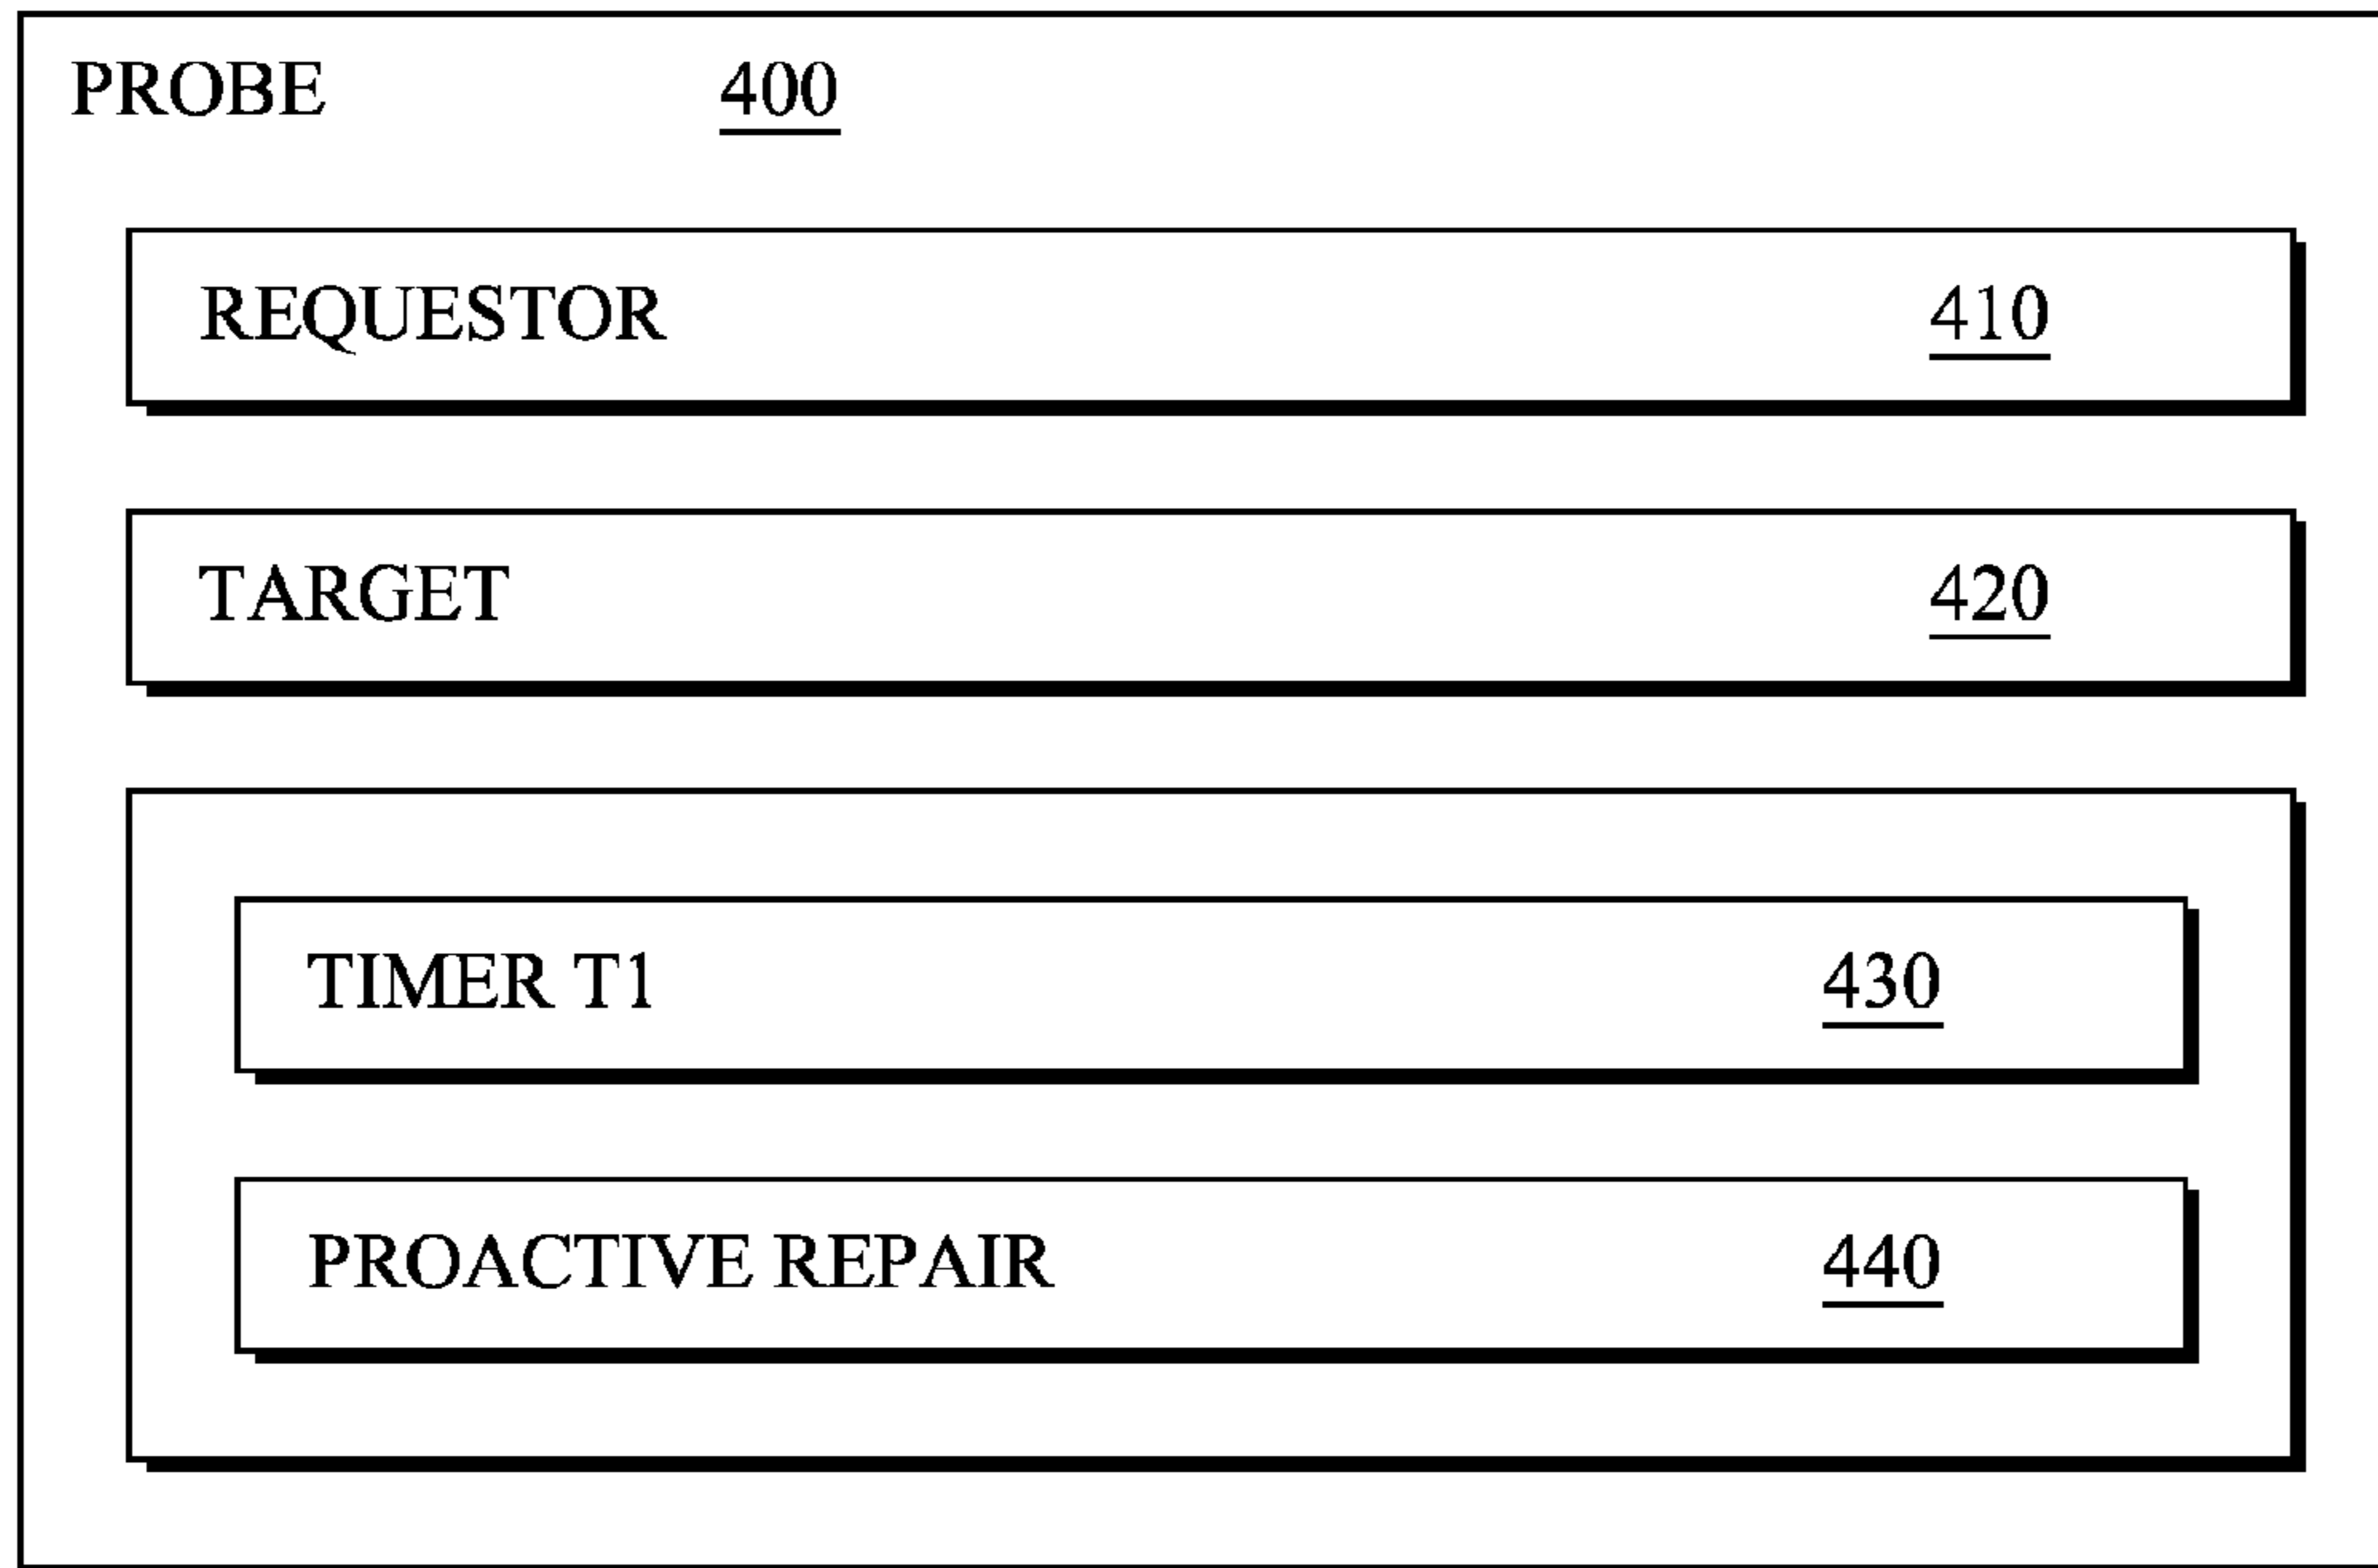 PROBE 400
REQUESTOR 410
TARGET 420
TIMER T1 430
PROACTIVE REPAIR 440